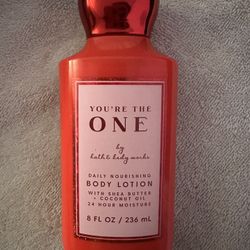 YOU'RE THE
ONE
by
bath & body works
DAILY NOURISHING
BODY LOTION
WITH SHEA BUTTER
+ COCONUT OIL
24 HOUR MOISTURE
8 FL OZ / 236 mL